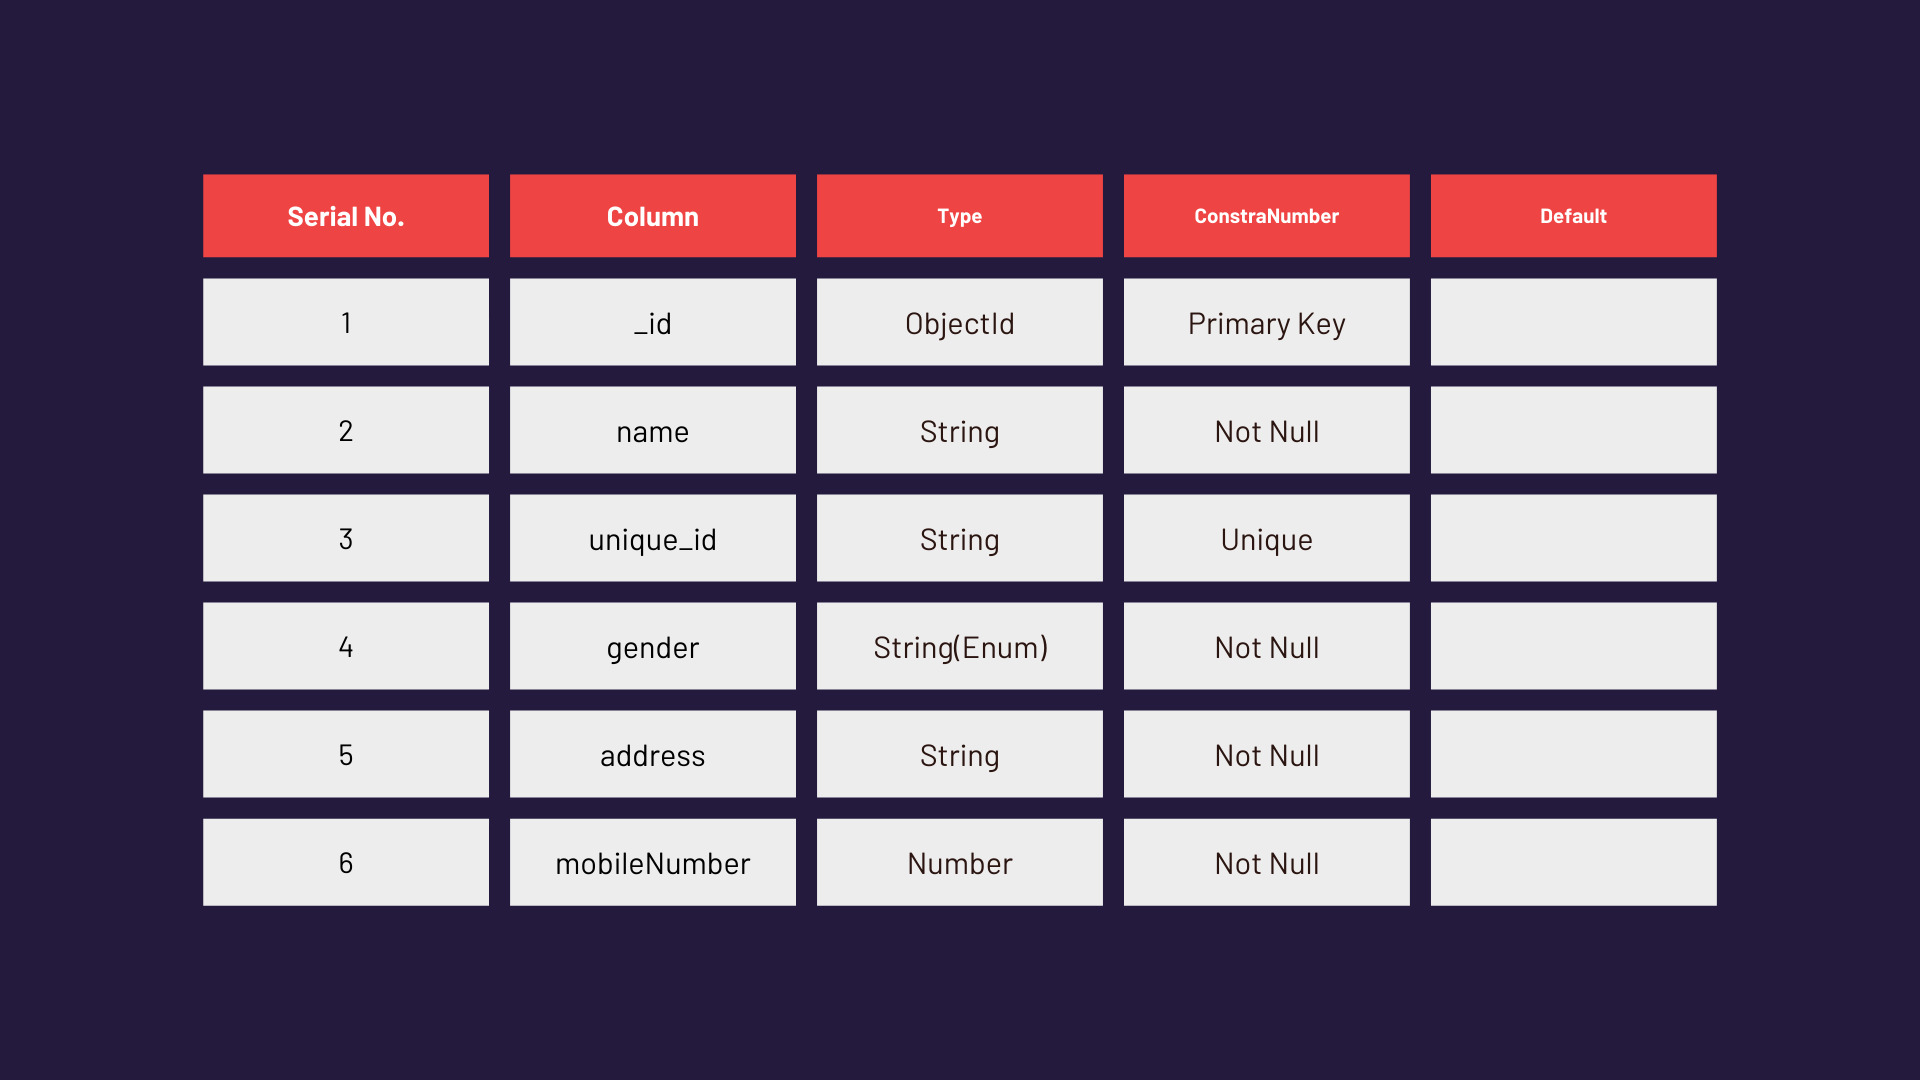 Serial No. Column Type ConstraNumber Default
1 _id ObjectId Primary Key
2 name String Not Null
3 unique_id String Unique
4 gender String(Enum) Not Null
5 address String Not Null
6 mobileNumber Number Not Null